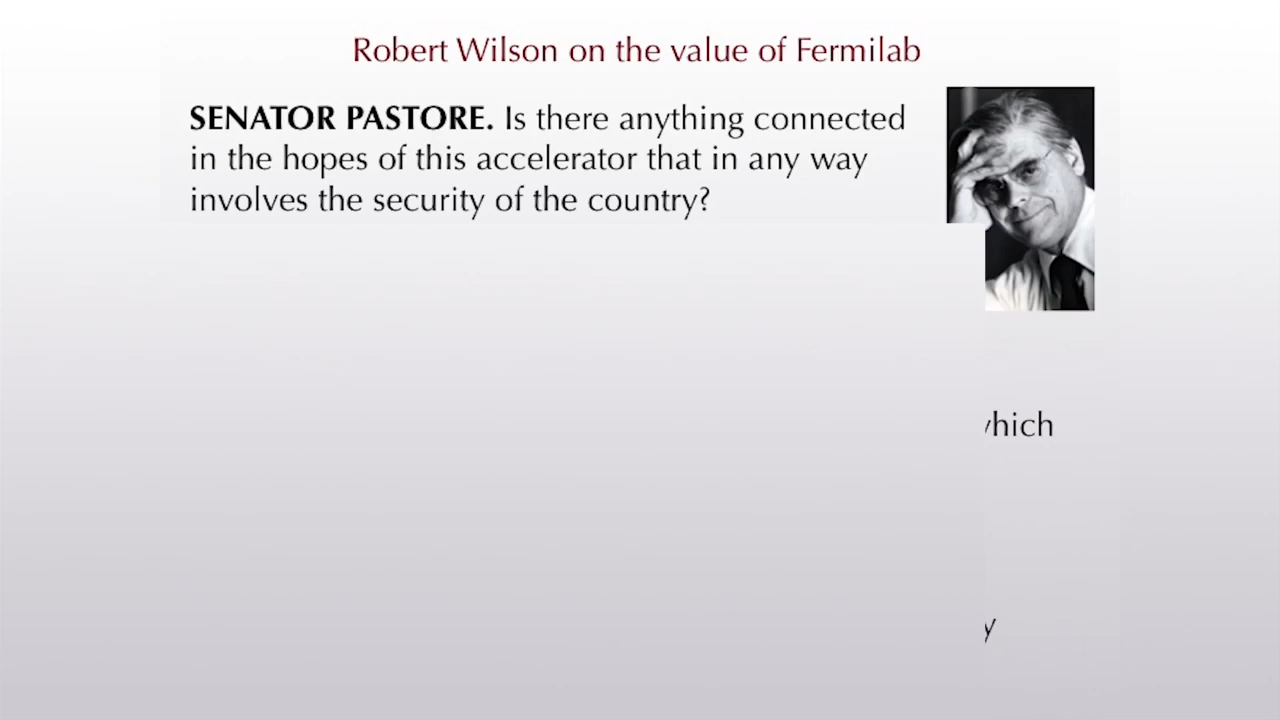 Robert Wilson on the value of Fermilab
SENATOR PASTORE. Is there anything connected
in the hopes of this accelerator that in any way
involves the security of the country?
hich
y